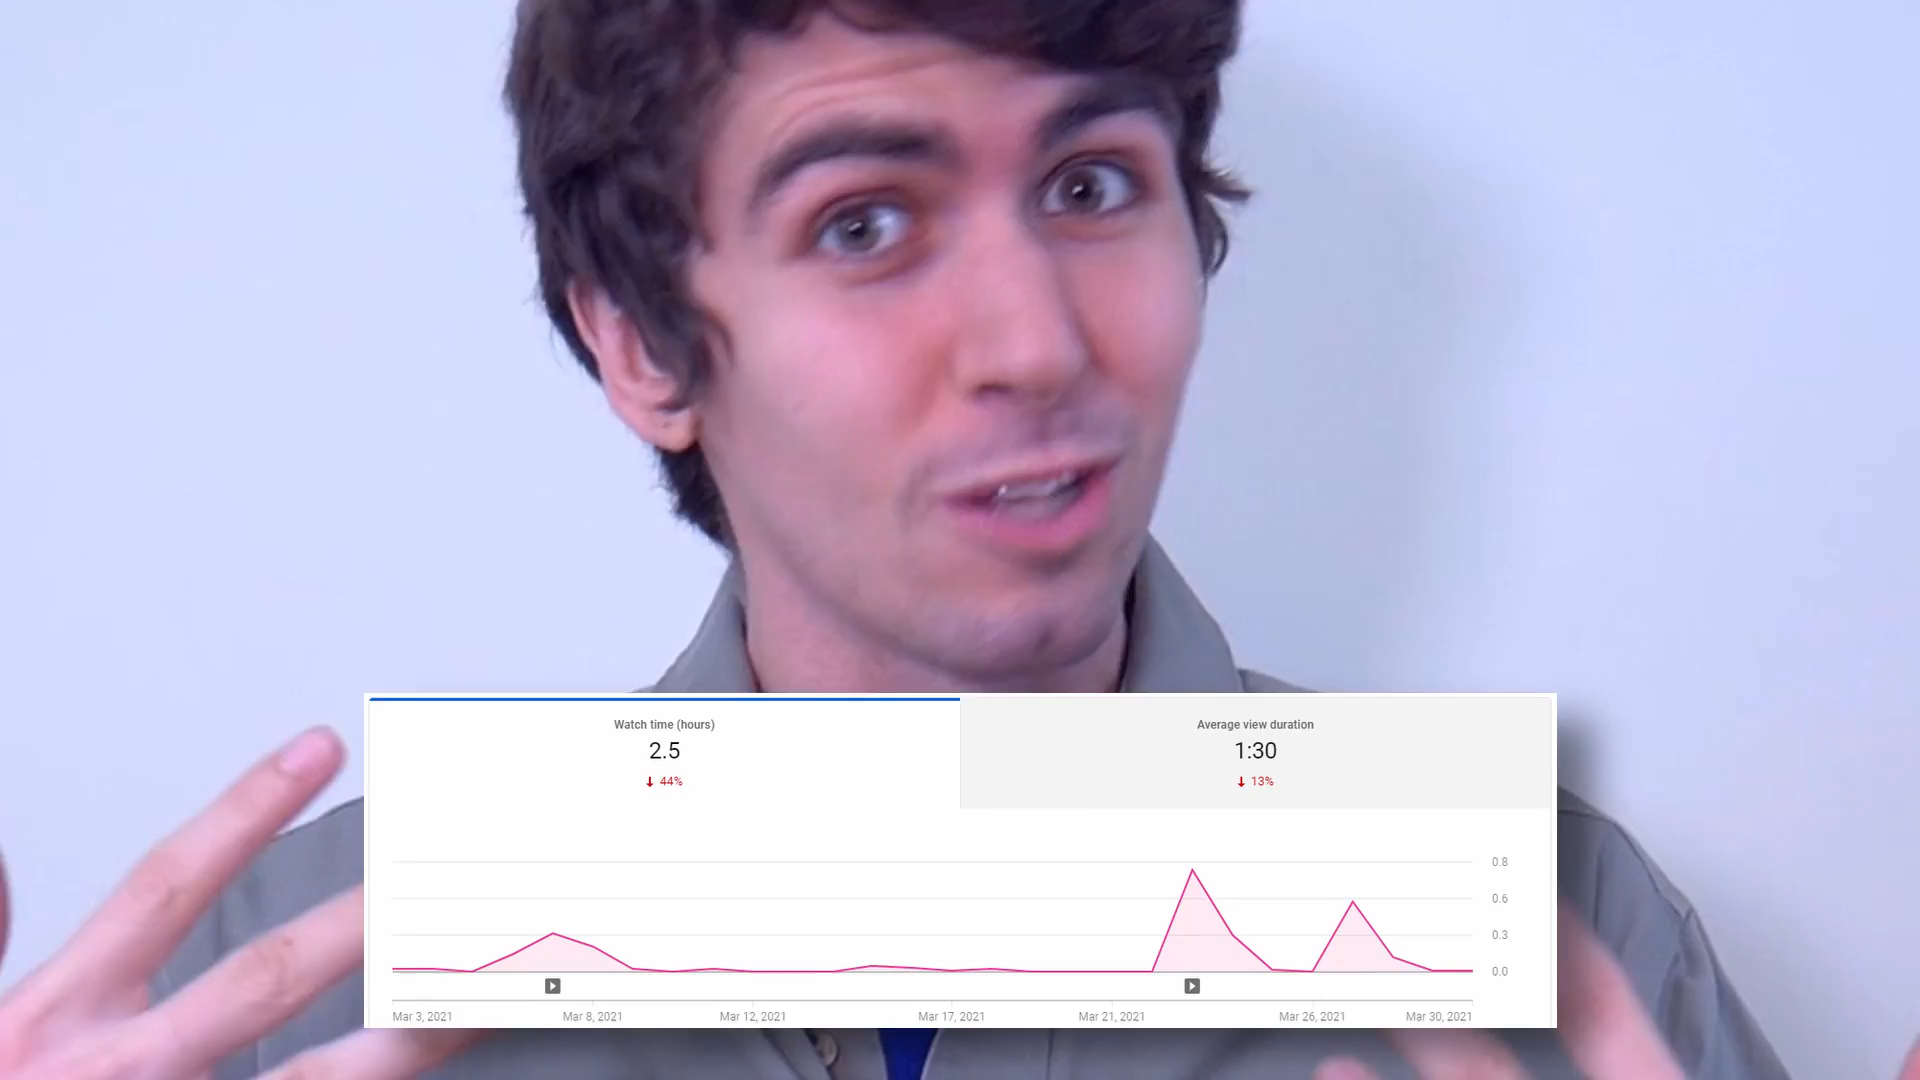 Watch time (hours)
2.5
44%
Average view duration
1:30
13%
0.8
0.6
0.3
0.0
Mar 3, 2021
Mar 8, 2021
Mar 12, 2021
Mar 17, 2021
Mar 21, 2021
Mar 26, 2021
Mar 30, 2021